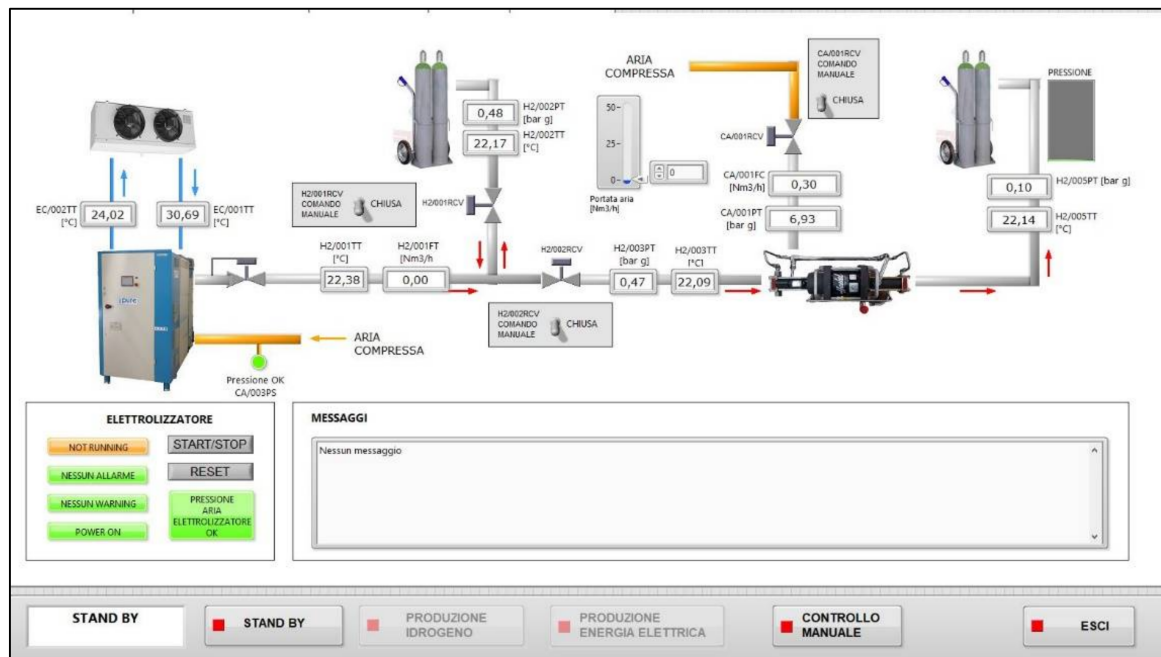 CA/001RCV
COMANDO
MANUALE
CHIUSA
ARIA
COMPRESSA
PRESSIONE
0,48
H2/002PT
[bar g]
22,17
H2/002TT
[°C]
50
25
0
0
Portata aria
[Nm3/h]
CA/001RCV
CA/001FC
[Nm3/h]
0,30
CA/001PT
[bar g]
6,93
0,10
H2/005PT [bar g]
22,14
H2/005TT
[°C]
H2/001RCV
COMANDO
MANUALE
CHIUSA
H2/001RCV
EC/002TT
[°C]
24,02
30,69
EC/001TT
[°C]
H2/001TT
[°C]
22,38
H2/001FT
[Nm3/h
0,00
H2/002RCV
H2/003PT
[bar g]
0,47
H2/003TT
[°C]
22,09
H2/002RCV
COMANDO
MANUALE
CHIUSA
ARIA
COMPRESSA
Pressione OK
CA/003PS
ELETTROLIZZATORE
NOT RUNNING
START/STOP
NESSUN ALLARME
RESET
NESSUN WARNING
POWER ON
PRESSIONE
ARIA
ELETTROLIZZATORE
OK
MESSAGGI
Nessun messaggio
STAND BY
STAND BY
PRODUZIONE
IDROGENO
PRODUZIONE
ENERGIA ELETTRICA
CONTROLLO
MANUALE
ESCI